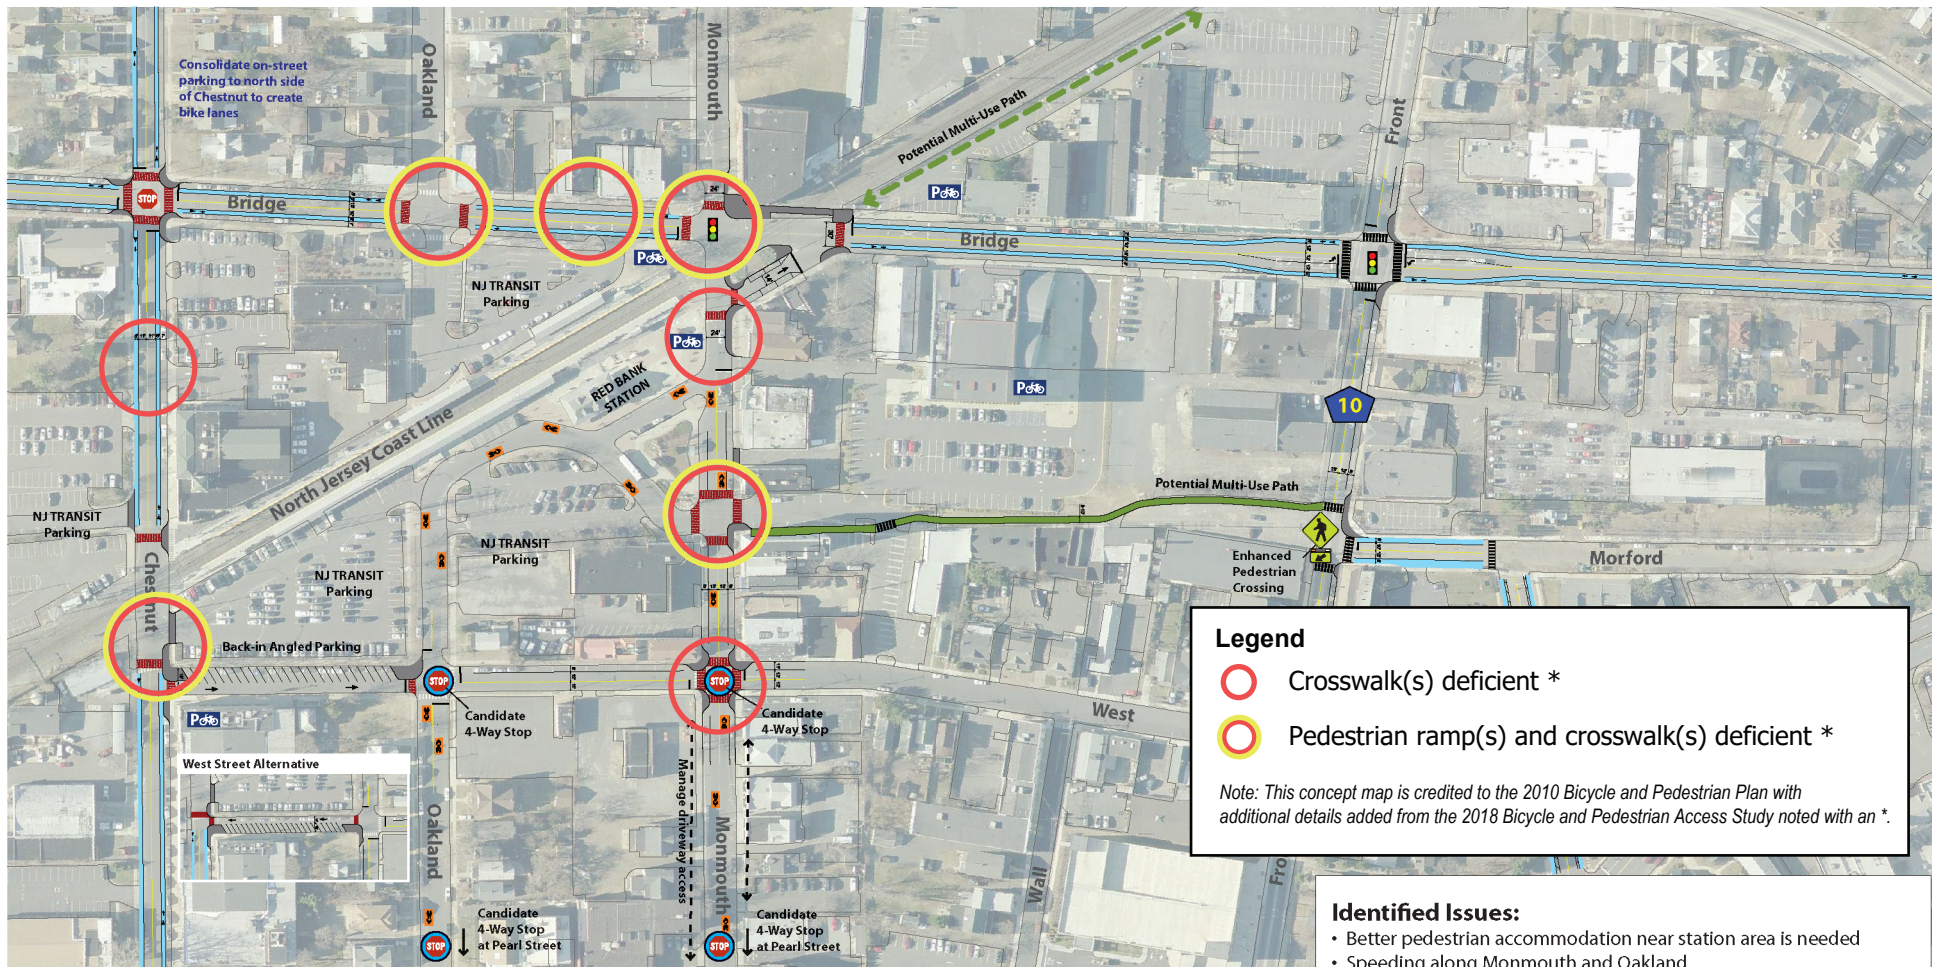 Consolidate on-street
parking to north side
of Chestnut to create
bike lanes
Oakland
Monmouth
Front
Potential Multi-Use Path
STOP
Bridge
24'
P
P
Bridge
30'
NJ TRANSIT
Parking
24'
P
RED BANK
STATION
P
10
North Jersey Coast Line
Potential Multi-Use Path
NJ TRANSIT
Parking
NJ TRANSIT
Parking
Chestnut
NJ TRANSIT
Parking
Enhanced
Pedestrian
Crossing
Morford
Back-in Angled Parking
STOP
STOP
Candidate
4-Way Stop
Candidate
4-Way Stop
West
P
West Street Alternative
Manage driveway access
Oakland
Monmouth
Wall
Fro
Candidate
4-Way Stop
at Pearl Street
STOP
Candidate
4-Way Stop
at Pearl Street
STOP
Legend
Crosswalk(s) deficient *
Pedestrian ramp(s) and crosswalk(s) deficient *
Note: This concept map is credited to the 2010 Bicycle and Pedestrian Plan with
additional details added from the 2018 Bicycle and Pedestrian Access Study noted with an *.
Identified Issues:
• Better pedestrian accommodation near station area is needed
• Speeding along Monmouth and Oakland